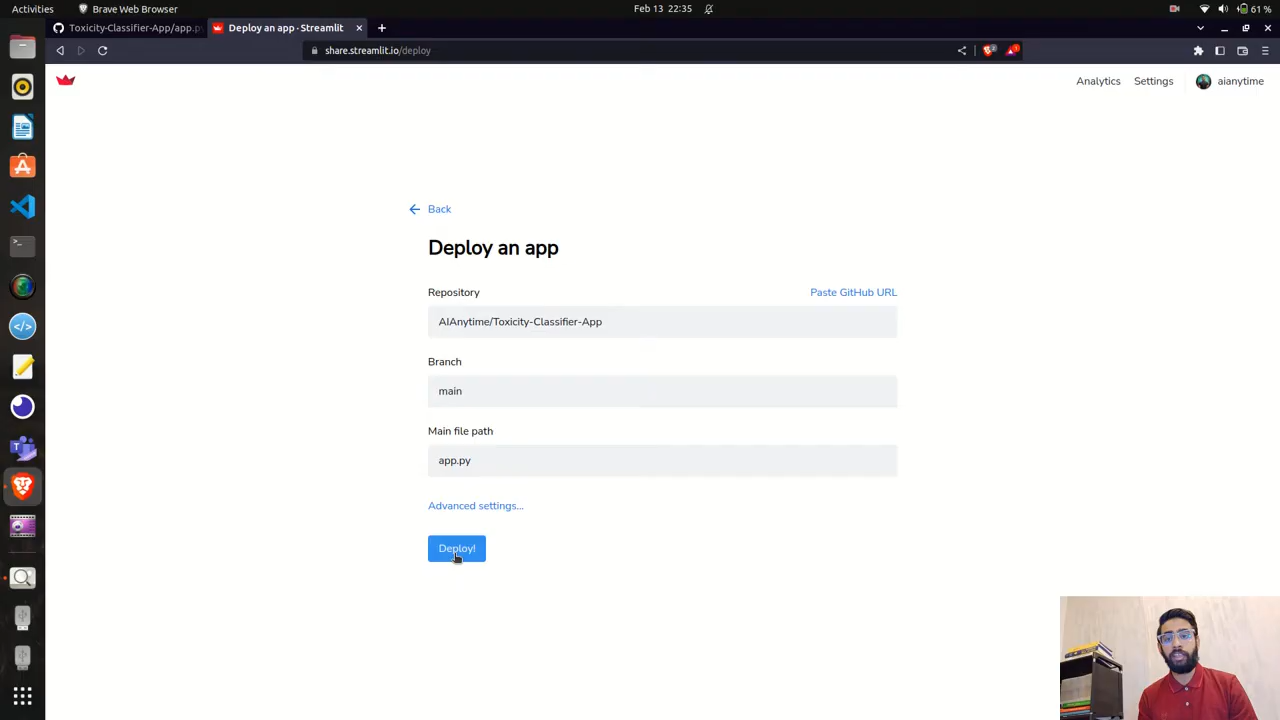 Activities
Brave Web Browser
Feb 13 22:35
61 %
Toxicity-Classifier-App/app.py
Deploy an app · Streamlit
share.streamlit.io/deploy
Analytics
Settings
aianytime
Back
Deploy an app
Repository
Paste GitHub URL
AIAnytime/Toxicity-Classifier-App
Branch
main
Main file path
app.py
Advanced settings...
Deploy!